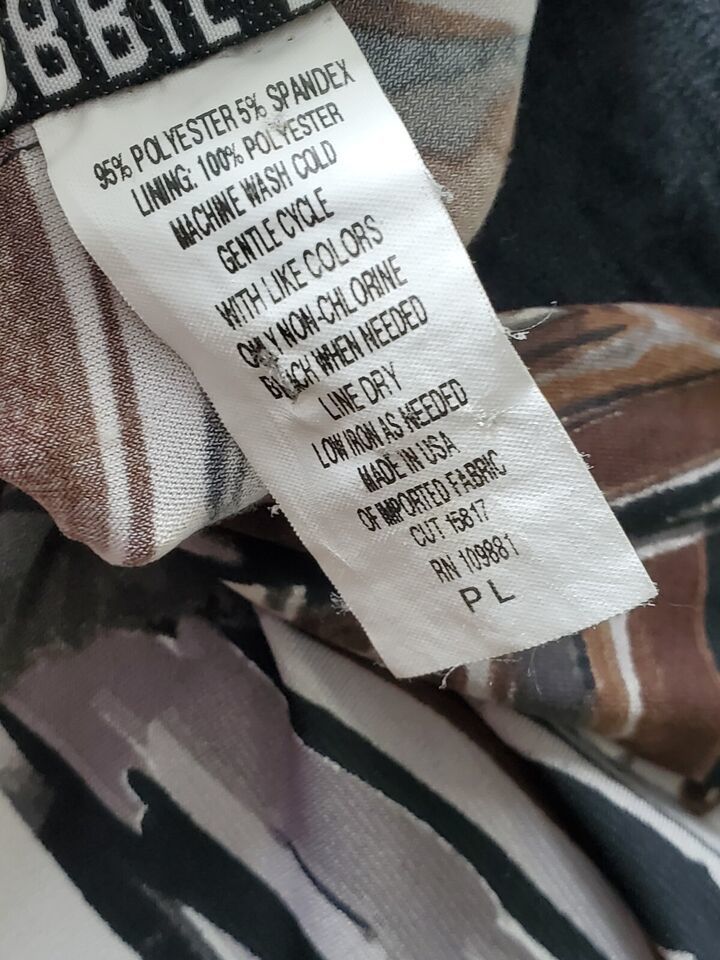 BBIE
95% POLYESTER 5% SPANDEX
LINING: 100% POLYESTER
MACHINE WASH COLD
GENTLE CYCLE
WITH LIKE COLORS
ONLY NON-CHLORINE
BLEACH WHEN NEEDED
LINE DRY
LOW IRON AS NEEDED
MADE IN USA
OF IMPORTED FABRIC
CUT 15817
RN 109881
P L